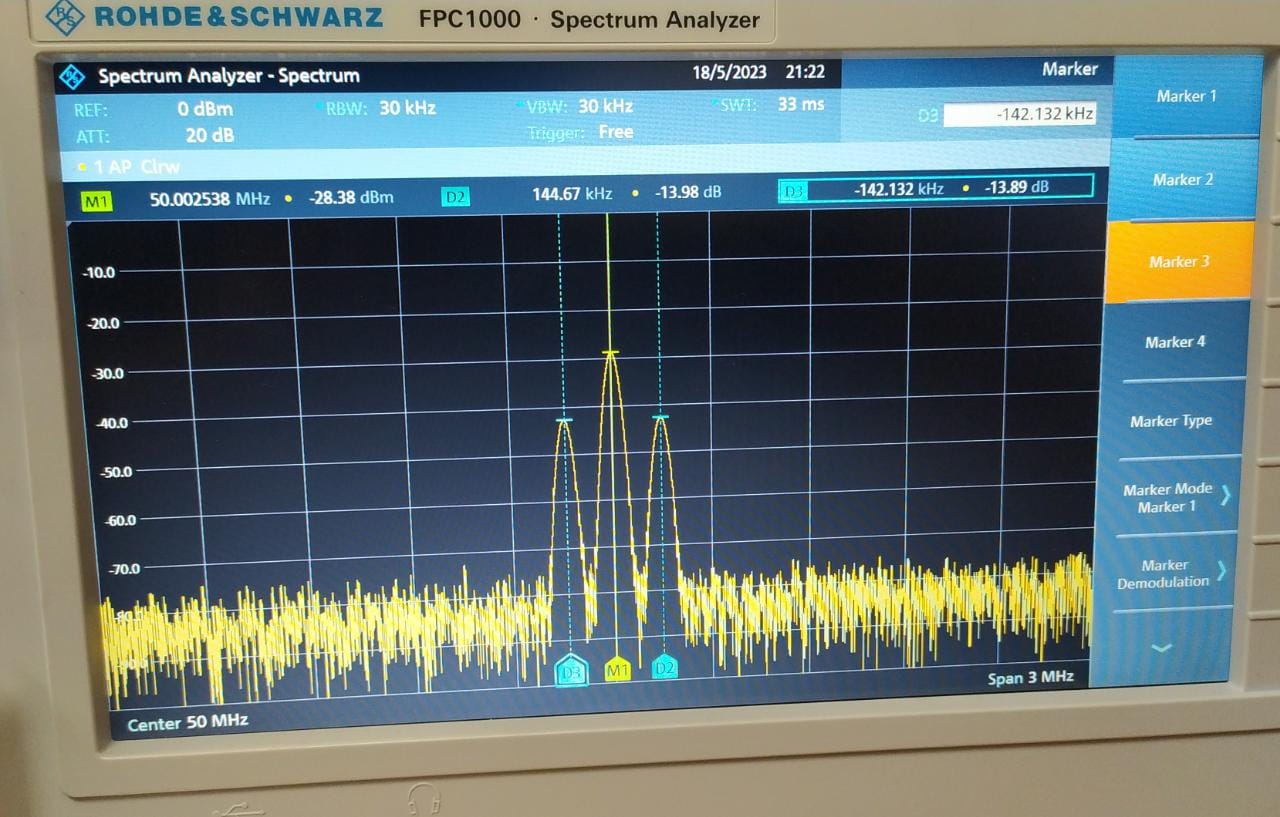 ROHDE & SCHWARZ FPC1000 · Spectrum Analyzer
Spectrum Analyzer - Spectrum 18/5/2023 21:22 Marker
REF: 0 dBm RBW: 30 kHz VBW: 30 kHz SWT: 33 ms D3 -142.132 kHz
ATT: 20 dB Trigger: Free
1 AP Clrw
M1 50.002538 MHz • -28.38 dBm D2 144.67 kHz • -13.98 dB D3 -142.132 kHz • -13.89 dB
-10.0
-20.0
-30.0
-40.0
-50.0
-60.0
-70.0
D3 M1 D2
Center 50 MHz Span 3 MHz
Marker 1
Marker 2
Marker 3
Marker 4
Marker Type
Marker Mode
Marker 1
Marker
Demodulation